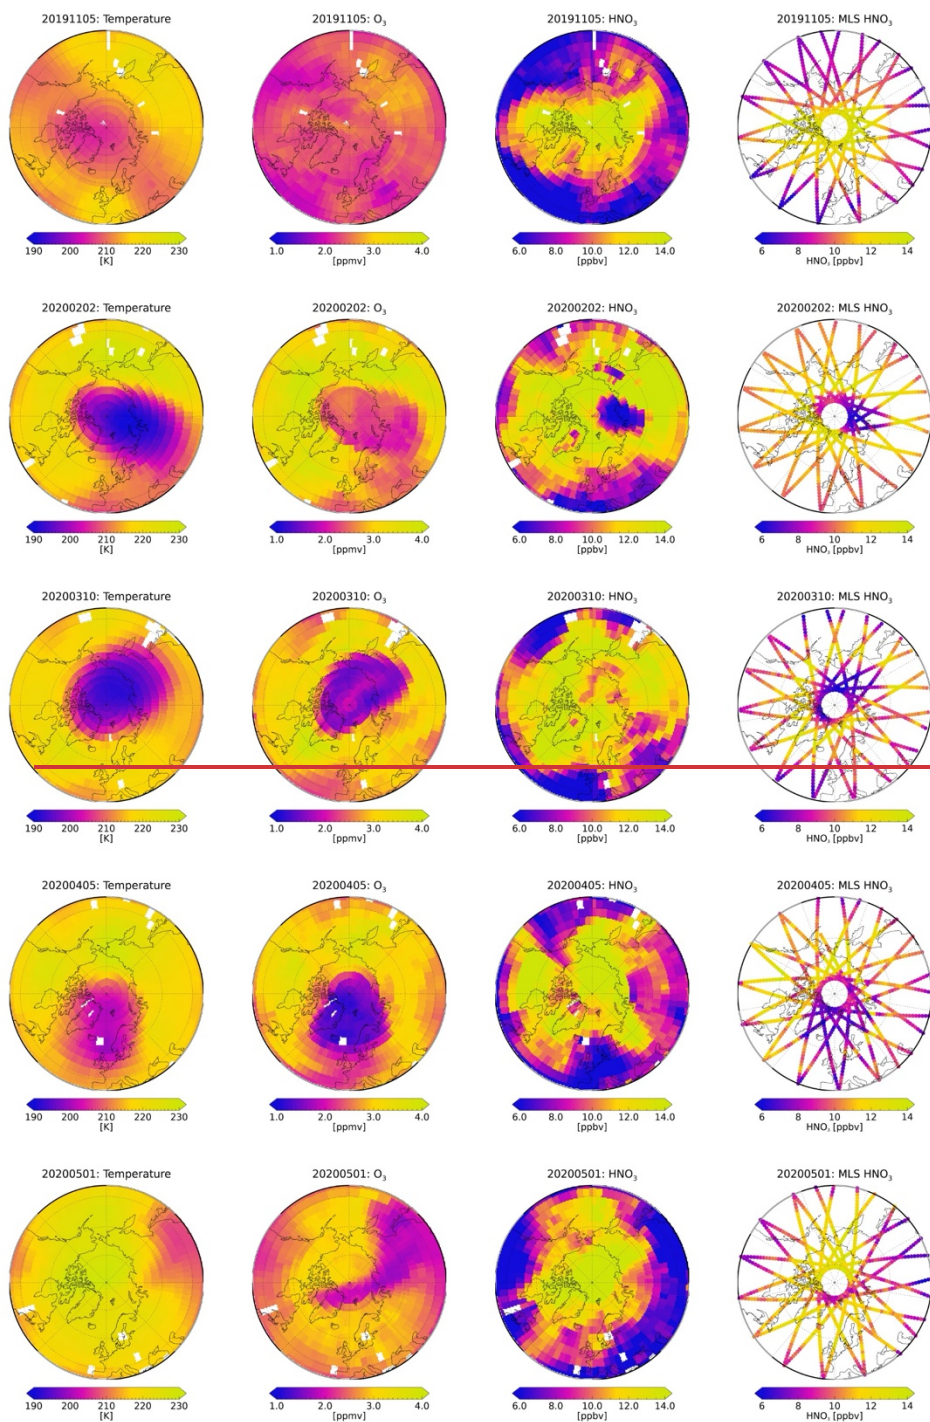 20191105: Temperature 20191105: O₃ 20191105: HNO₃ 20191105: MLS HNO₃
190 200 210 220 230 1.0 2.0 3.0 4.0 6.0 8.0 10.0 12.0 14.0 6 8 10 12 14
[K] [ppmv] [ppbv] HNO₃ [ppbv]
20200202: Temperature 20200202: O₃ 20200202: HNO₃ 20200202: MLS HNO₃
190 200 210 220 230 1.0 2.0 3.0 4.0 6.0 8.0 10.0 12.0 14.0 6 8 10 12 14
[K] [ppmv] [ppbv] HNO₃ [ppbv]
20200310: Temperature 20200310: O₃ 20200310: HNO₃ 20200310: MLS HNO₃
190 200 210 220 230 1.0 2.0 3.0 4.0 6.0 8.0 10.0 12.0 14.0 6 8 10 12 14
[K] [ppmv] [ppbv] HNO₃ [ppbv]
20200405: Temperature 20200405: O₃ 20200405: HNO₃ 20200405: MLS HNO₃
190 200 210 220 230 1.0 2.0 3.0 4.0 6.0 8.0 10.0 12.0 14.0 6 8 10 12 14
[K] [ppmv] [ppbv] HNO₃ [ppbv]
20200501: Temperature 20200501: O₃ 20200501: HNO₃ 20200501: MLS HNO₃
190 200 210 220 230 1.0 2.0 3.0 4.0 6.0 8.0 10.0 12.0 14.0 6 8 10 12 14
[K] [ppmv] [ppbv] HNO₃ [ppbv]